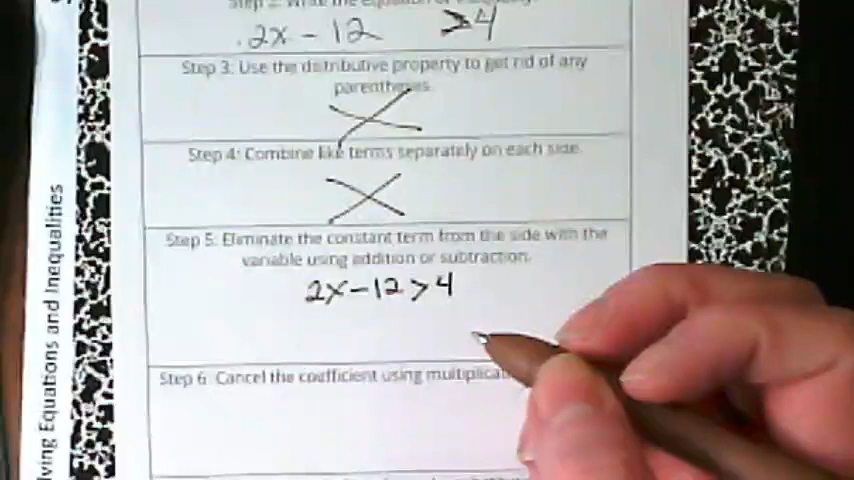 2x - 12 > 4
Step 3: Use the distributive property to get rid of any
parentheses.
Step 4: Combine like terms separately on each side.
Step 5: Eliminate the constant term from the side with the
variable using addition or subtraction.
2x - 12 > 4
Step 6: Cancel the coefficient using
lving Equations and Inequalities